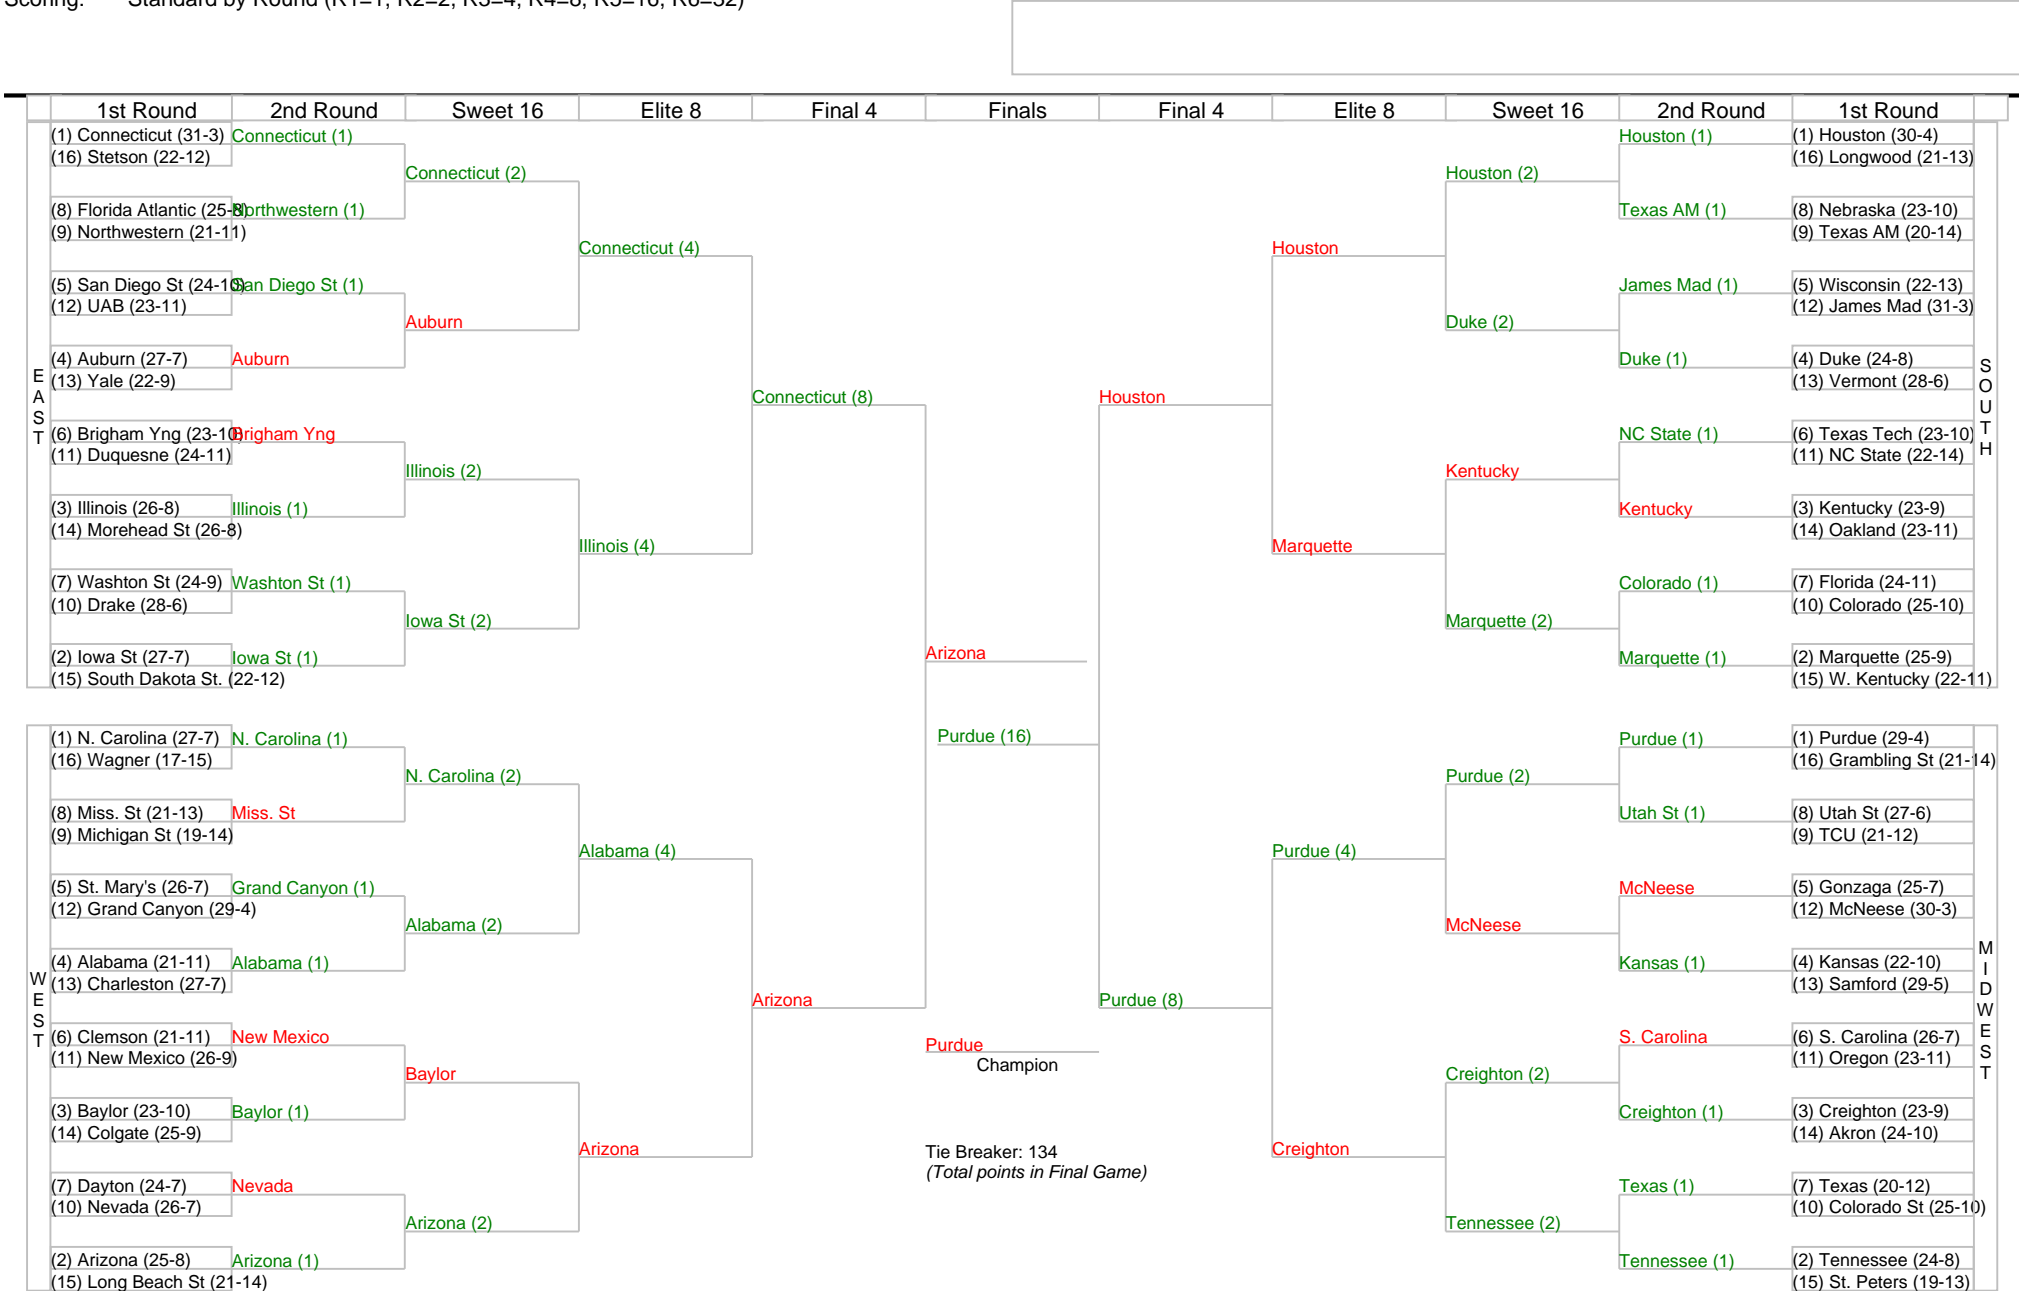 Scoring: Standard by Round (R1=1, R2=2, R3=4, R4=8, R5=16, R6=32)
1st Round 2nd Round Sweet 16 Elite 8 Final 4 Finals Final 4 Elite 8 Sweet 16 2nd Round 1st Round
EAST
(1) Connecticut (31-3)
(16) Stetson (22-12)
(8) Florida Atlantic (25-8)
(9) Northwestern (21-11)
(5) San Diego St (24-10)
(12) UAB (23-11)
(4) Auburn (27-7)
(13) Yale (22-9)
(6) Brigham Yng (23-10)
(11) Duquesne (24-11)
(3) Illinois (26-8)
(14) Morehead St (26-8)
(7) Washton St (24-9)
(10) Drake (28-6)
(2) Iowa St (27-7)
(15) South Dakota St. (22-12)
Connecticut (1)
Northwestern (1)
San Diego St (1)
Auburn
Brigham Yng
Illinois (1)
Washton St (1)
Iowa St (1)
Connecticut (2)
Auburn
Illinois (2)
Iowa St (2)
Connecticut (4)
Illinois (4)
Connecticut (8)
WEST
(1) N. Carolina (27-7)
(16) Wagner (17-15)
(8) Miss. St (21-13)
(9) Michigan St (19-14)
(5) St. Mary's (26-7)
(12) Grand Canyon (29-4)
(4) Alabama (21-11)
(13) Charleston (27-7)
(6) Clemson (21-11)
(11) New Mexico (26-9)
(3) Baylor (23-10)
(14) Colgate (25-9)
(7) Dayton (24-7)
(10) Nevada (26-7)
(2) Arizona (25-8)
(15) Long Beach St (21-14)
N. Carolina (1)
Miss. St
Grand Canyon (1)
Alabama (1)
New Mexico
Baylor (1)
Nevada
Arizona (1)
N. Carolina (2)
Alabama (2)
Baylor
Arizona (2)
Alabama (4)
Arizona
Arizona
Arizona
Purdue (16)
Purdue
Champion
Tie Breaker: 134
(Total points in Final Game)
Houston
Purdue (8)
Houston
Marquette
Houston (2)
Duke (2)
Kentucky
Marquette (2)
Houston (1)
Texas AM (1)
James Mad (1)
Duke (1)
NC State (1)
Kentucky
Colorado (1)
Marquette (1)
(1) Houston (30-4)
(16) Longwood (21-13)
(8) Nebraska (23-10)
(9) Texas AM (20-14)
(5) Wisconsin (22-13)
(12) James Mad (31-3)
(4) Duke (24-8)
(13) Vermont (28-6)
(6) Texas Tech (23-10)
(11) NC State (22-14)
(3) Kentucky (23-9)
(14) Oakland (23-11)
(7) Florida (24-11)
(10) Colorado (25-10)
(2) Marquette (25-9)
(15) W. Kentucky (22-11)
SOUTH
Purdue (4)
Creighton
Purdue (2)
McNeese
Creighton (2)
Tennessee (2)
Purdue (1)
Utah St (1)
McNeese
Kansas (1)
S. Carolina
Creighton (1)
Texas (1)
Tennessee (1)
(1) Purdue (29-4)
(16) Grambling St (21-14)
(8) Utah St (27-6)
(9) TCU (21-12)
(5) Gonzaga (25-7)
(12) McNeese (30-3)
(4) Kansas (22-10)
(13) Samford (29-5)
(6) S. Carolina (26-7)
(11) Oregon (23-11)
(3) Creighton (23-9)
(14) Akron (24-10)
(7) Texas (20-12)
(10) Colorado St (25-10)
(2) Tennessee (24-8)
(15) St. Peters (19-13)
MIDWEST